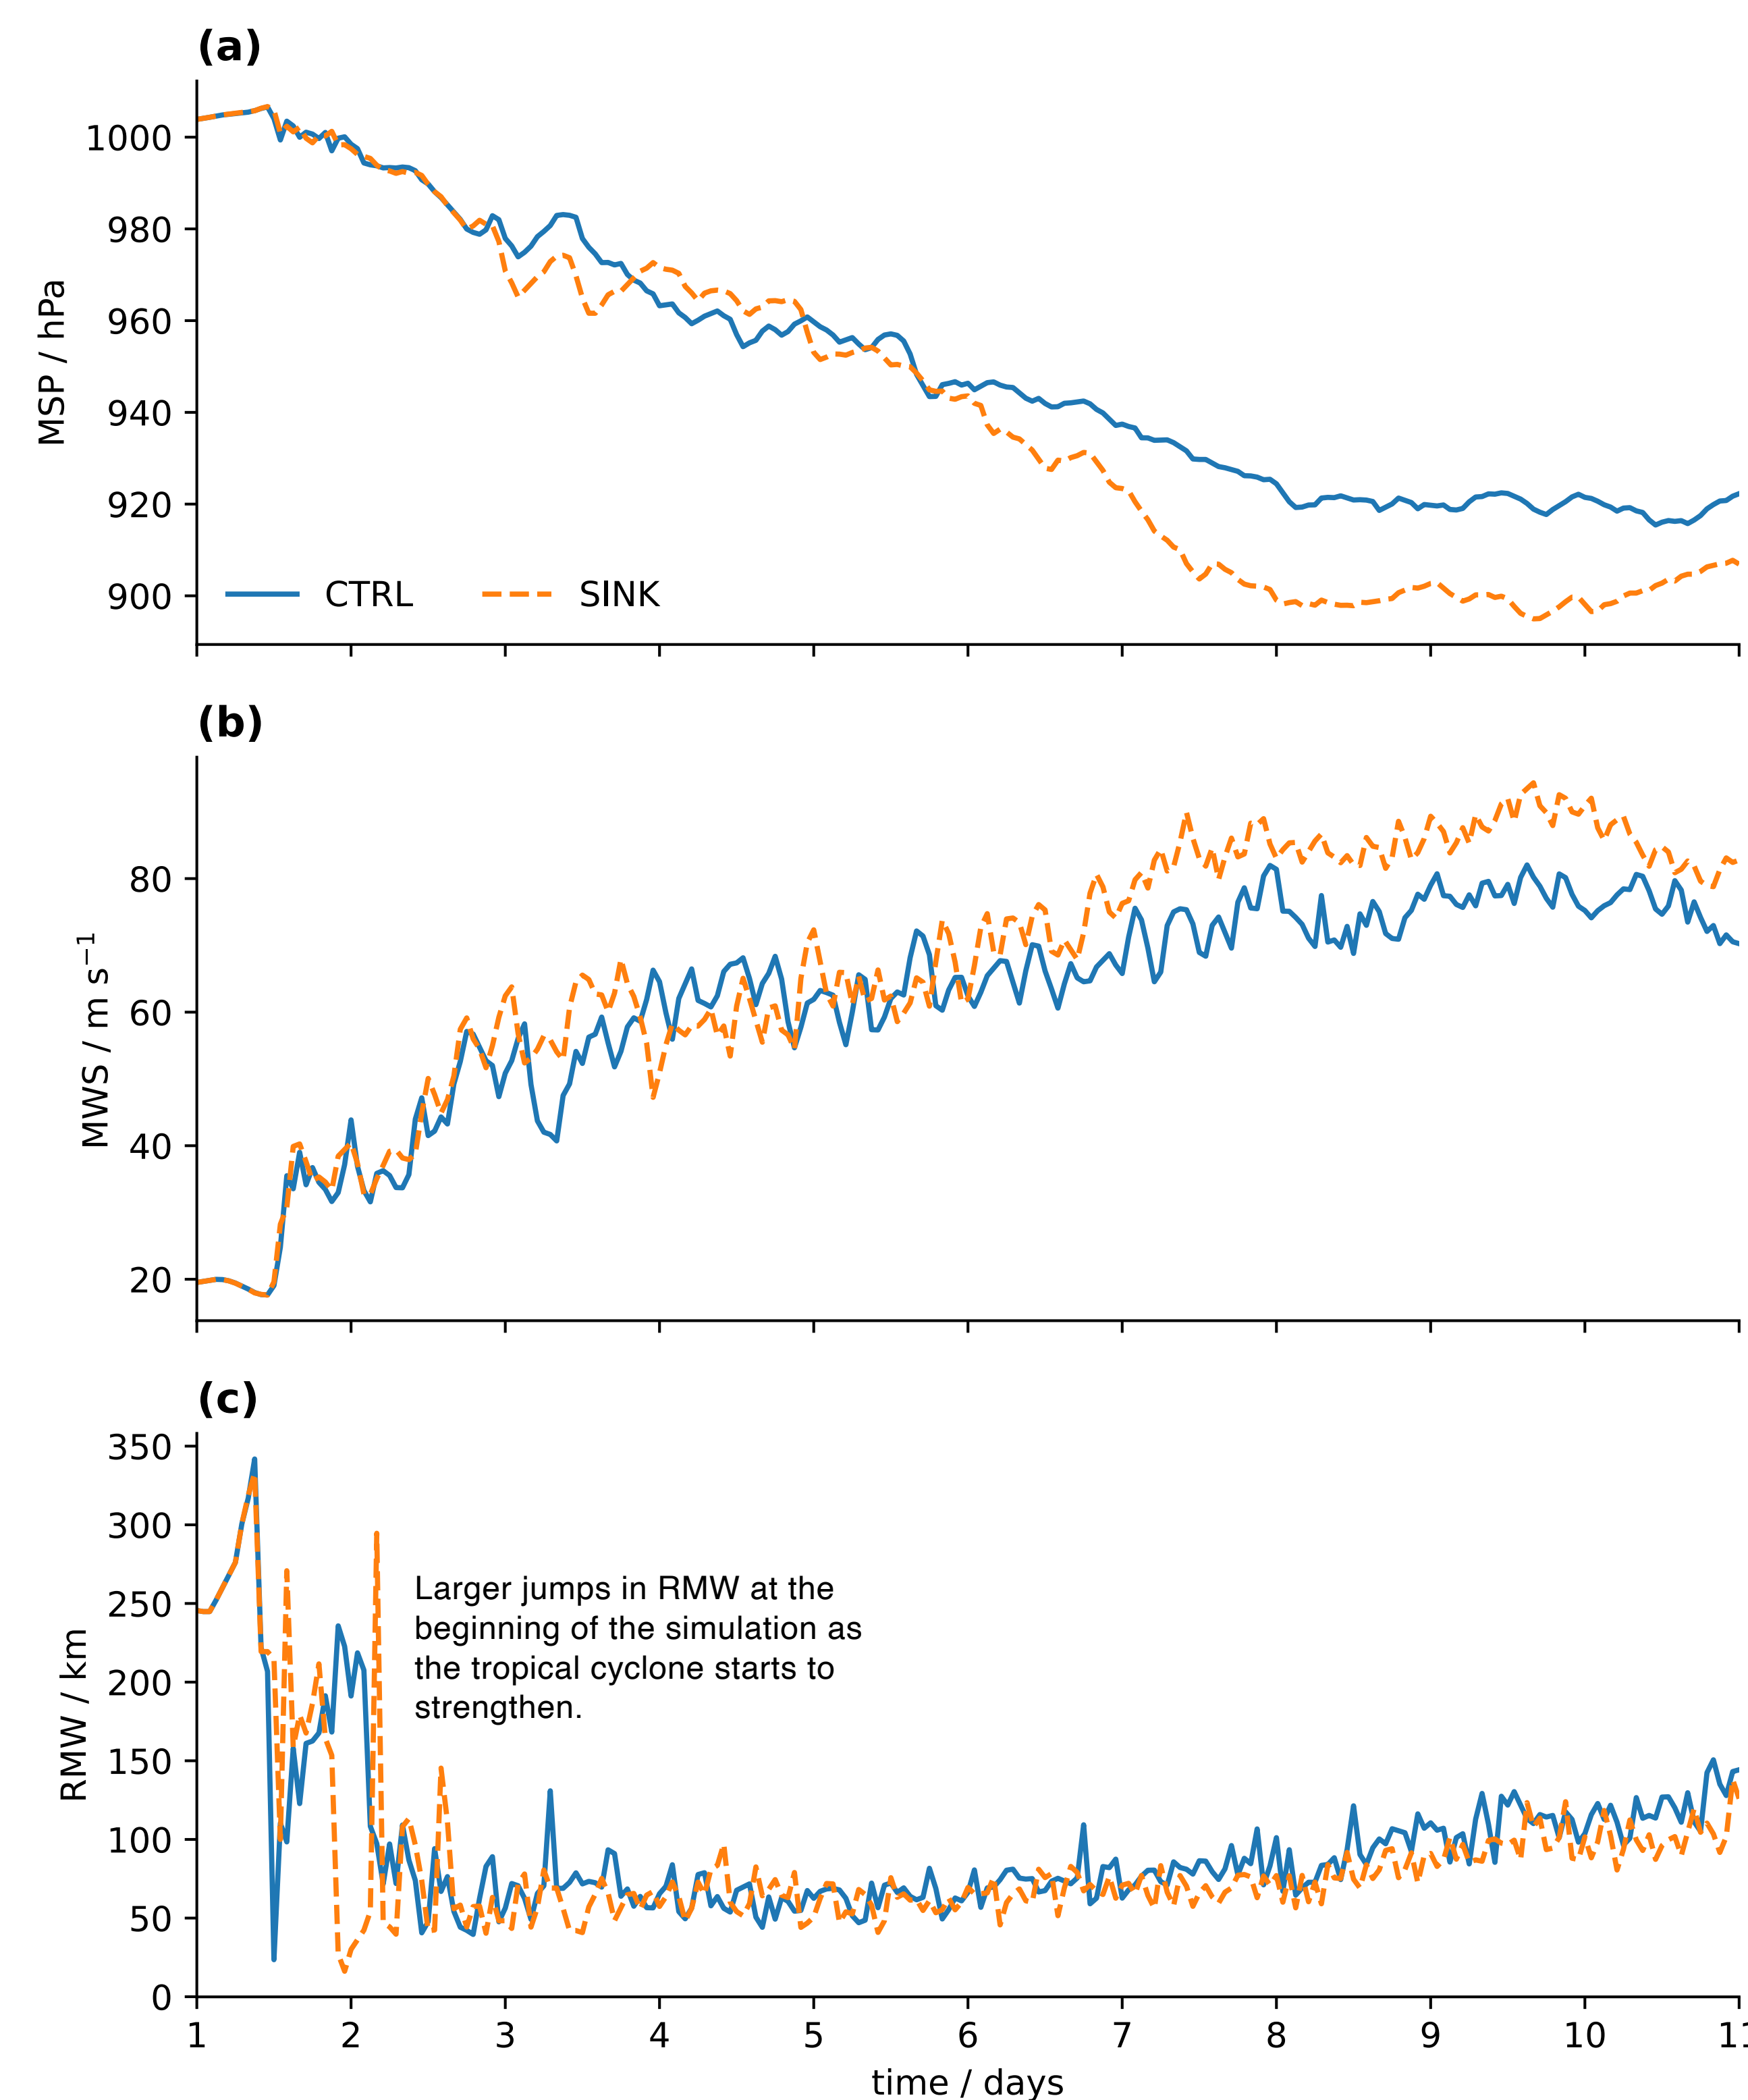 (a)
1000
980
960
940
920
900
MSP / hPa
CTRL
SINK
(b)
80
60
40
20
MWS / m s⁻¹
(c)
350
300
250
200
150
100
50
0
RMW / km
Larger jumps in RMW at the
beginning of the simulation as
the tropical cyclone starts to
strengthen.
1 2 3 4 5 6 7 8 9 10 11
time / days